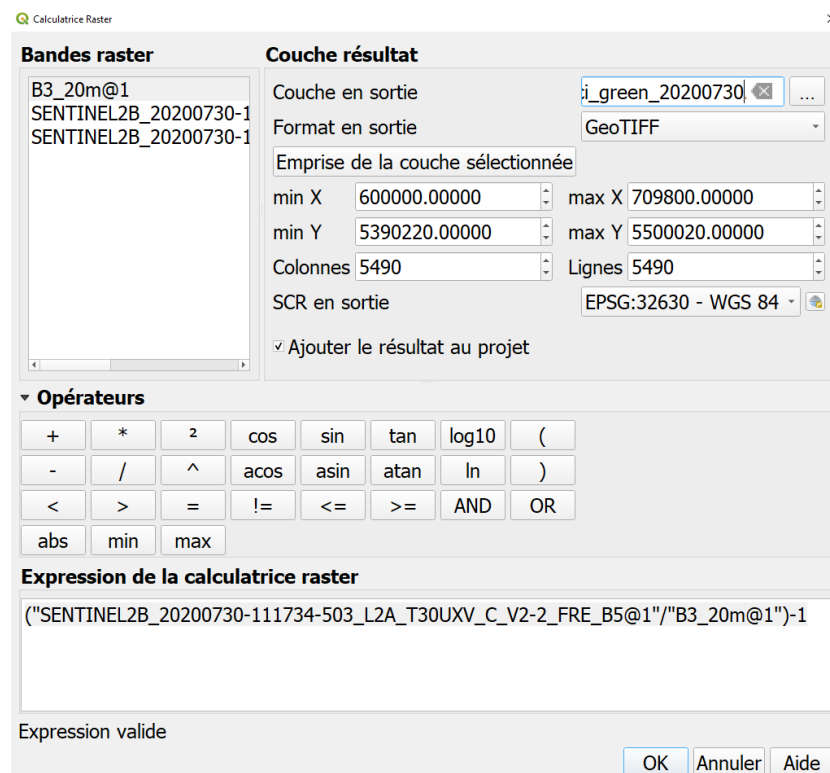 Calculatrice Raster
Bandes raster
B3_20m@1
SENTINEL2B_20200730-1
SENTINEL2B_20200730-1
Couche résultat
Couche en sortie
i_green_20200730
...
Format en sortie
GeoTIFF
Emprise de la couche sélectionnée
min X 600000.00000 max X 709800.00000
min Y 5390220.00000 max Y 5500020.00000
Colonnes 5490 Lignes 5490
SCR en sortie EPSG:32630 - WGS 84
Ajouter le résultat au projet
Opérateurs
+ * ² cos sin tan log10 (
- / ^ acos asin atan ln )
< > = != <= >= AND OR
abs min max
Expression de la calculatrice raster
("SENTINEL2B_20200730-111734-503_L2A_T30UXV_C_V2-2_FRE_B5@1"/"B3_20m@1")-1
Expression valide
OK Annuler Aide